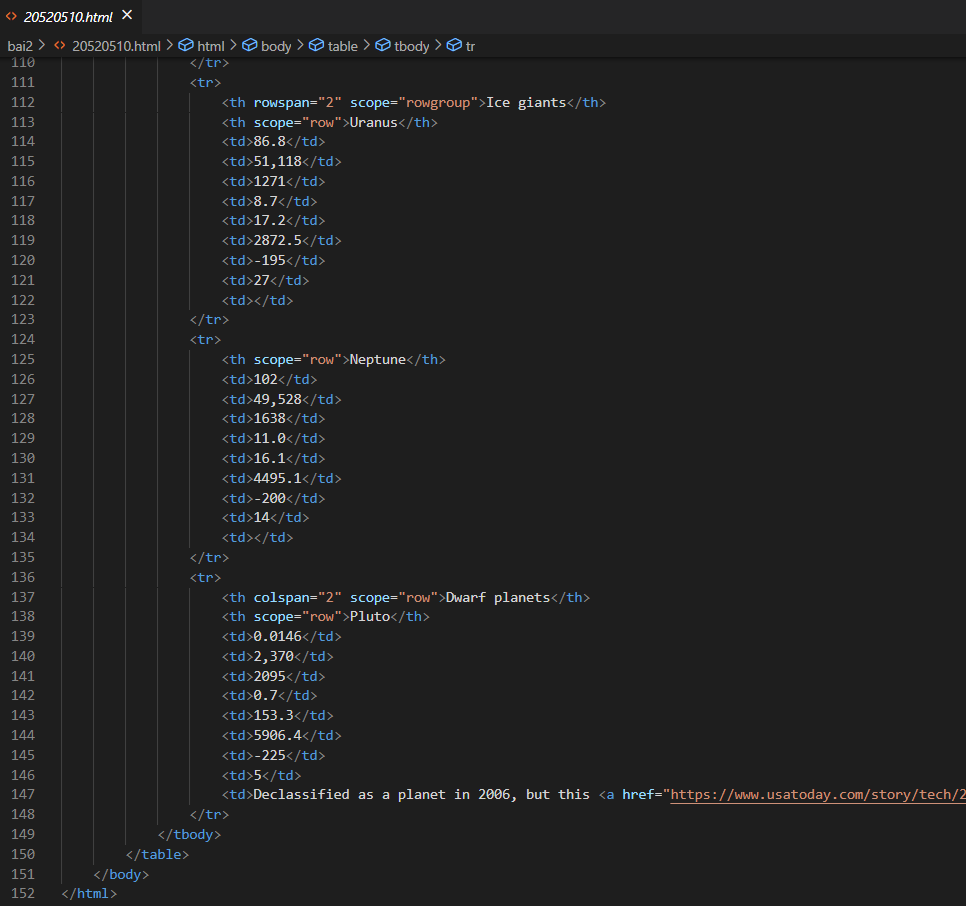 20520510.html
bai2 > <> 20520510.html > html > body > table > tbody > tr
110 </tr>
111 <tr>
112 <th rowspan="2" scope="rowgroup">Ice giants</th>
113 <th scope="row">Uranus</th>
114 <td>86.8</td>
115 <td>51,118</td>
116 <td>1271</td>
117 <td>8.7</td>
118 <td>17.2</td>
119 <td>2872.5</td>
120 <td>-195</td>
121 <td>27</td>
122 <td></td>
123 </tr>
124 <tr>
125 <th scope="row">Neptune</th>
126 <td>102</td>
127 <td>49,528</td>
128 <td>1638</td>
129 <td>11.0</td>
130 <td>16.1</td>
131 <td>4495.1</td>
132 <td>-200</td>
133 <td>14</td>
134 <td></td>
135 </tr>
136 <tr>
137 <th colspan="2" scope="row">Dwarf planets</th>
138 <th scope="row">Pluto</th>
139 <td>0.0146</td>
140 <td>2,370</td>
141 <td>2095</td>
142 <td>0.7</td>
143 <td>153.3</td>
144 <td>5906.4</td>
145 <td>-225</td>
146 <td>5</td>
147 <td>Declassified as a planet in 2006, but this <a href="https://www.usatoday.com/story/tech/2
148 </tr>
149 </tbody>
150 </table>
151 </body>
152 </html>